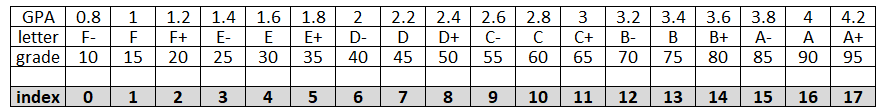 GPA 0.8 1 1.2 1.4 1.6 1.8 2 2.2 2.4 2.6 2.8 3 3.2 3.4 3.6 3.8 4 4.2
letter F- F F+ E- E E+ D- D D+ C- C C+ B- B B+ A- A A+
grade 10 15 20 25 30 35 40 45 50 55 60 65 70 75 80 85 90 95
index 0 1 2 3 4 5 6 7 8 9 10 11 12 13 14 15 16 17